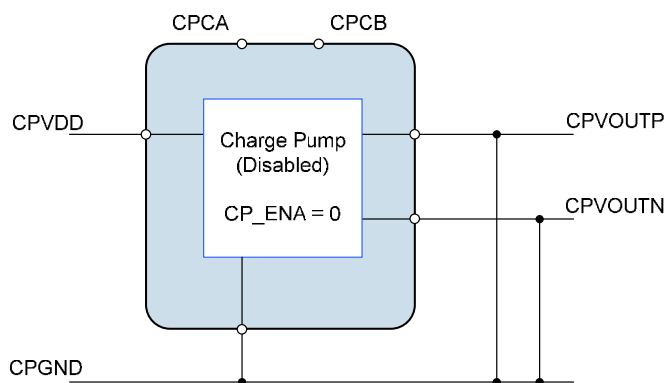 CPCA
CPCB
CPVDD
Charge Pump
(Disabled)
CP_ENA = 0
CPVOUTP
CPVOUTN
CPGND